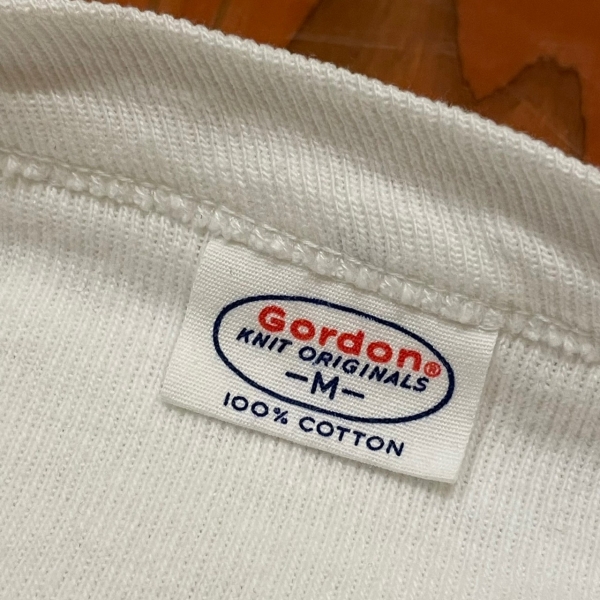 Gordon®
KNIT ORIGINALS
-M-
100% COTTON